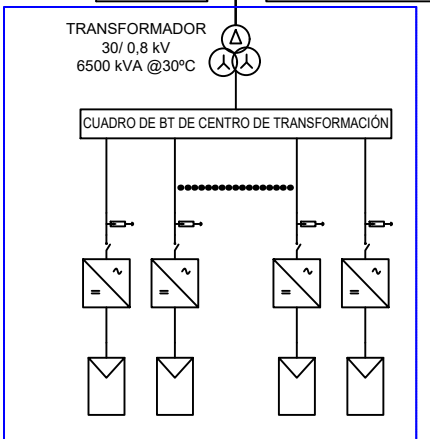 TRANSFORMADOR
30/ 0,8 kV
6500 kVA @30ºC
CUADRO DE BT DE CENTRO DE TRANSFORMACIÓN